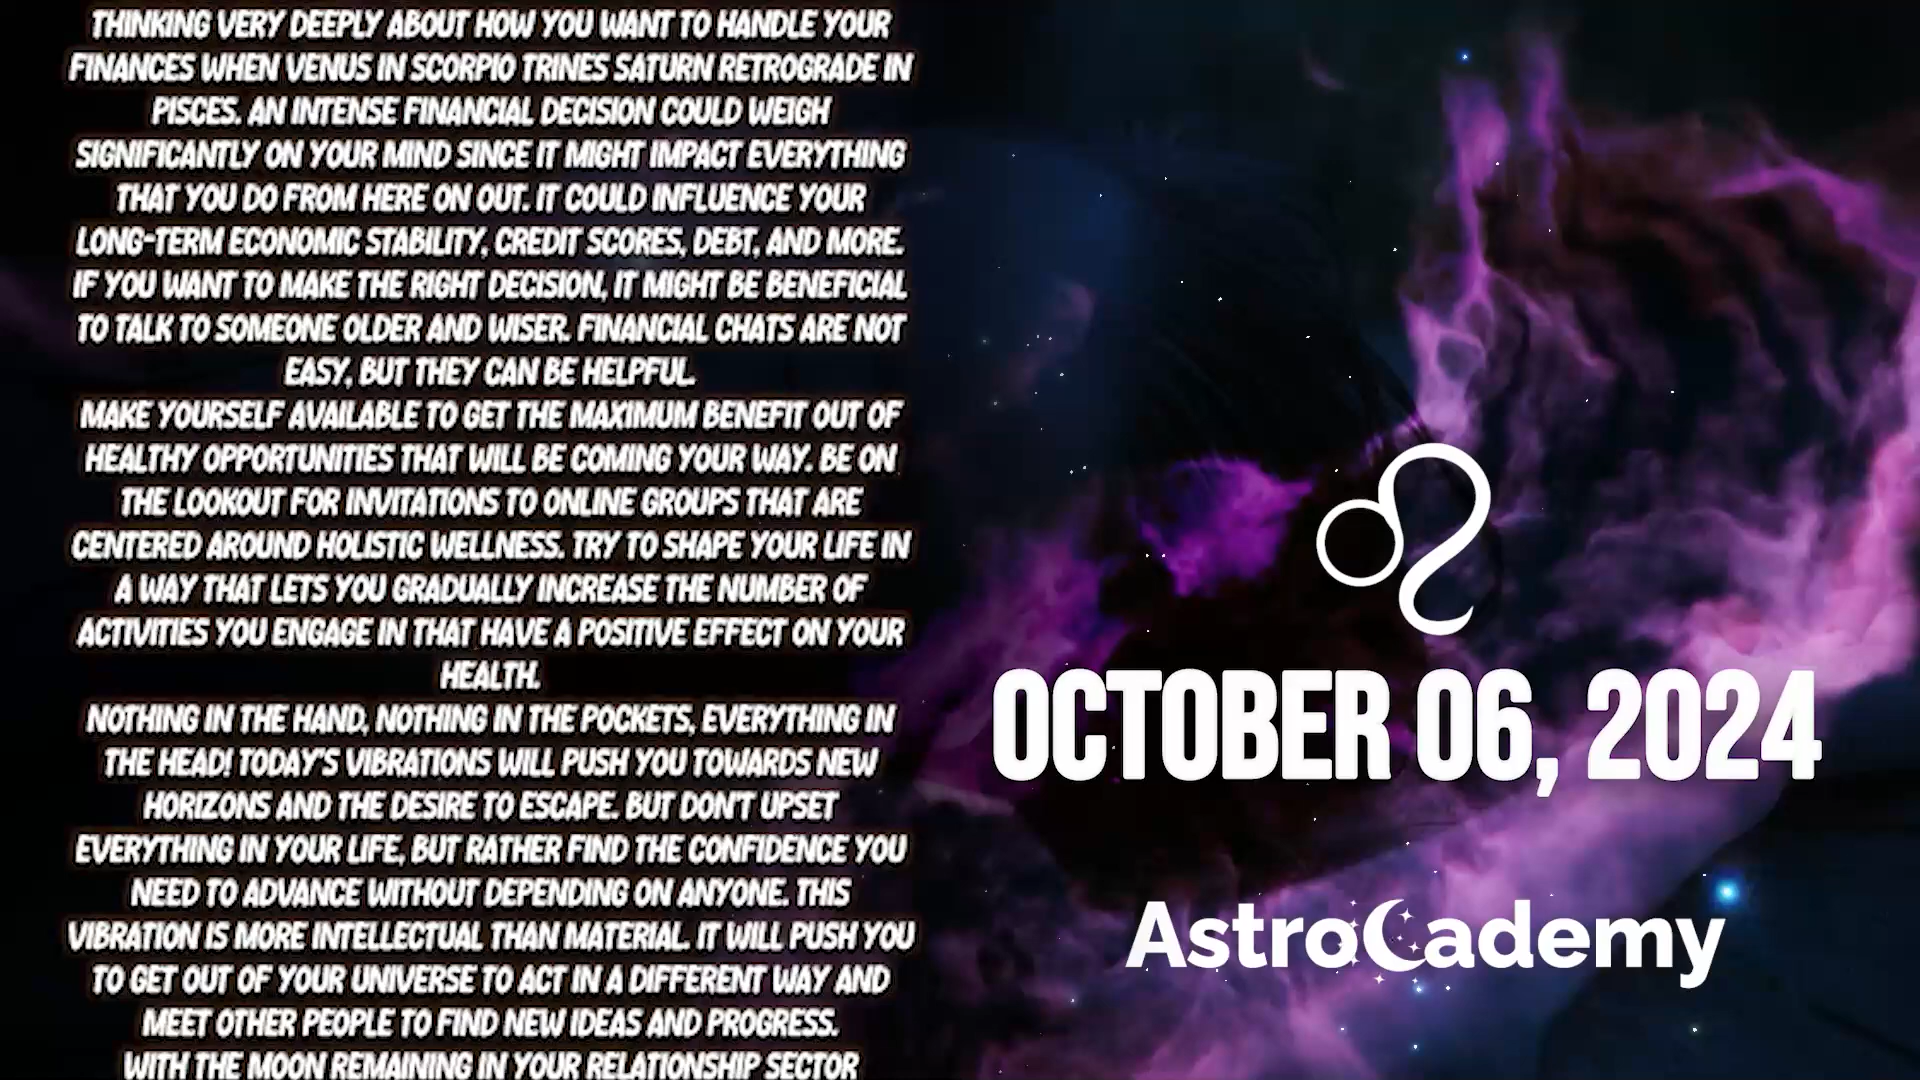 THINKING VERY DEEPLY ABOUT HOW YOU WANT TO HANDLE YOUR
FINANCES WHEN VENUS IN SCORPIO TRINES SATURN RETROGRADE IN
PISCES. AN INTENSE FINANCIAL DECISION COULD WEIGH
SIGNIFICANTLY ON YOUR MIND SINCE IT MIGHT IMPACT EVERYTHING
THAT YOU DO FROM HERE ON OUT. IT COULD INFLUENCE YOUR
LONG-TERM ECONOMIC STABILITY, CREDIT SCORES, DEBT, AND MORE.
IF YOU WANT TO MAKE THE RIGHT DECISION, IT MIGHT BE BENEFICIAL
TO TALK TO SOMEONE OLDER AND WISER. FINANCIAL CHATS ARE NOT
EASY, BUT THEY CAN BE HELPFUL.
MAKE YOURSELF AVAILABLE TO GET THE MAXIMUM BENEFIT OUT OF
HEALTHY OPPORTUNITIES THAT WILL BE COMING YOUR WAY. BE ON
THE LOOKOUT FOR INVITATIONS TO ONLINE GROUPS THAT ARE
CENTERED AROUND HOLISTIC WELLNESS. TRY TO SHAPE YOUR LIFE IN
A WAY THAT LETS YOU GRADUALLY INCREASE THE NUMBER OF
ACTIVITIES YOU ENGAGE IN THAT HAVE A POSITIVE EFFECT ON YOUR
HEALTH.
NOTHING IN THE HAND, NOTHING IN THE POCKETS, EVERYTHING IN
THE HEAD! TODAY'S VIBRATIONS WILL PUSH YOU TOWARDS NEW
HORIZONS AND THE DESIRE TO ESCAPE. BUT DON'T UPSET
EVERYTHING IN YOUR LIFE, BUT RATHER FIND THE CONFIDENCE YOU
NEED TO ADVANCE WITHOUT DEPENDING ON ANYONE. THIS
VIBRATION IS MORE INTELLECTUAL THAN MATERIAL. IT WILL PUSH YOU
TO GET OUT OF YOUR UNIVERSE TO ACT IN A DIFFERENT WAY AND
MEET OTHER PEOPLE TO FIND NEW IDEAS AND PROGRESS.
WITH THE MOON REMAINING IN YOUR RELATIONSHIP SECTOR
♌
OCTOBER 06, 2024
AstroCademy